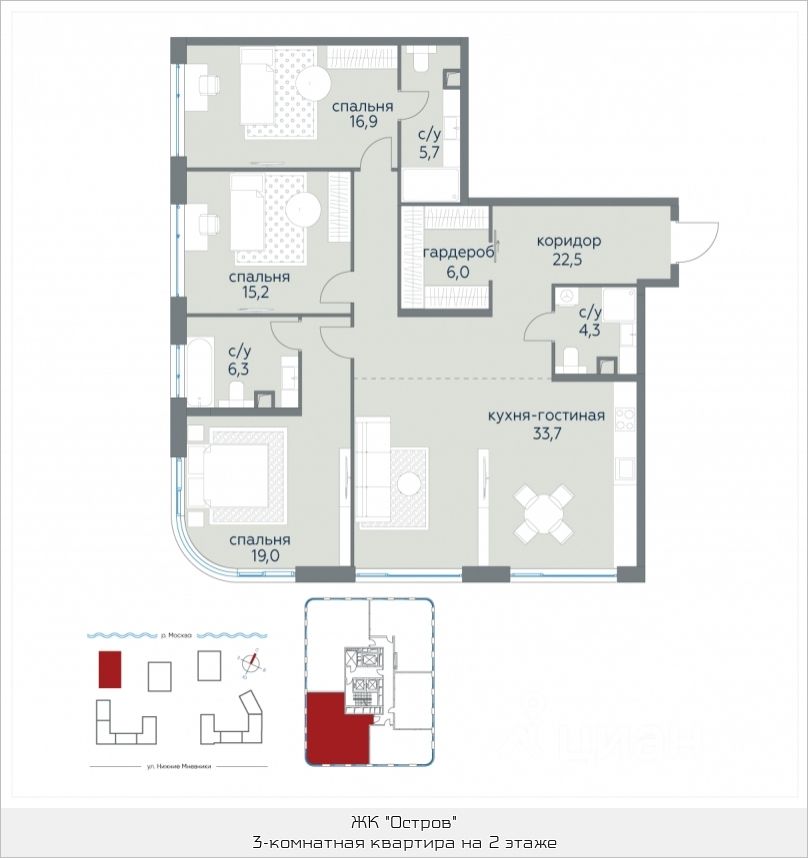 спальня
16,9
с/у
5,7
спальня
15,2
гардероб
6,0
коридор
22,5
с/у
4,3
с/у
6,3
кухня-гостиная
33,7
спальня
19,0
р. Москва
ул. Нижние Мневники
циан
ЖК "Остров"
3-комнатная квартира на 2 этаже